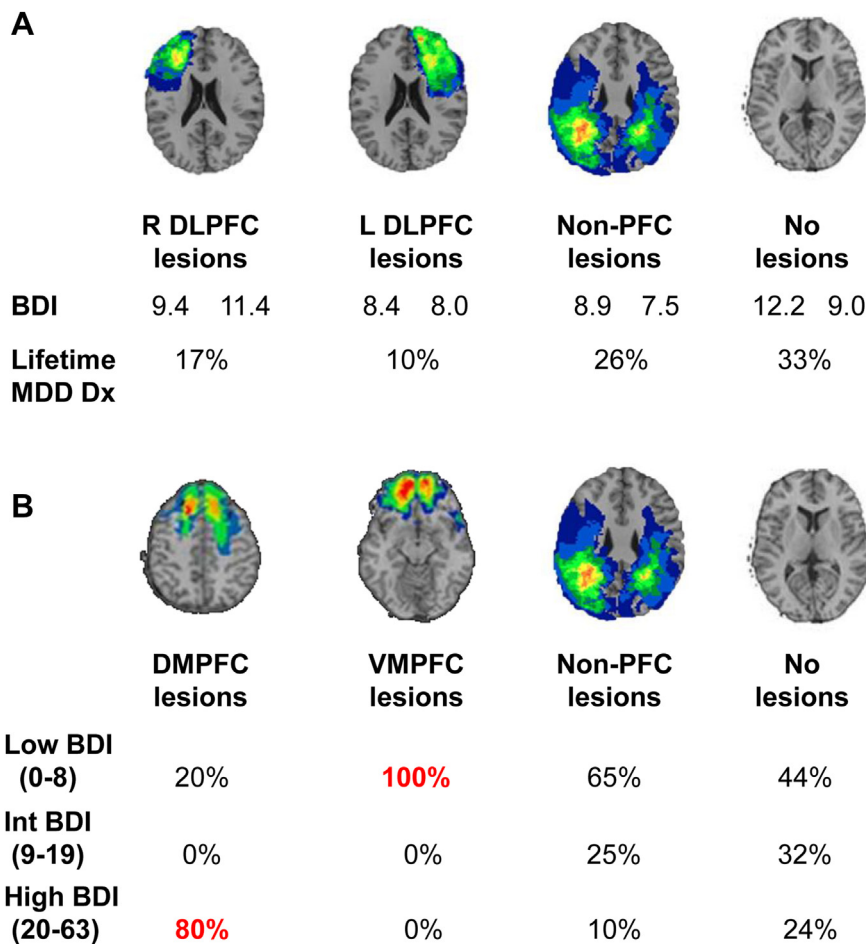 A
R DLPFC lesions L DLPFC lesions Non-PFC lesions No lesions
BDI 9.4 11.4 8.4 8.0 8.9 7.5 12.2 9.0
Lifetime MDD Dx 17% 10% 26% 33%
B
DMPFC lesions VMPFC lesions Non-PFC lesions No lesions
Low BDI (0-8) 20% 100% 65% 44%
Int BDI (9-19) 0% 0% 25% 32%
High BDI (20-63) 80% 0% 10% 24%